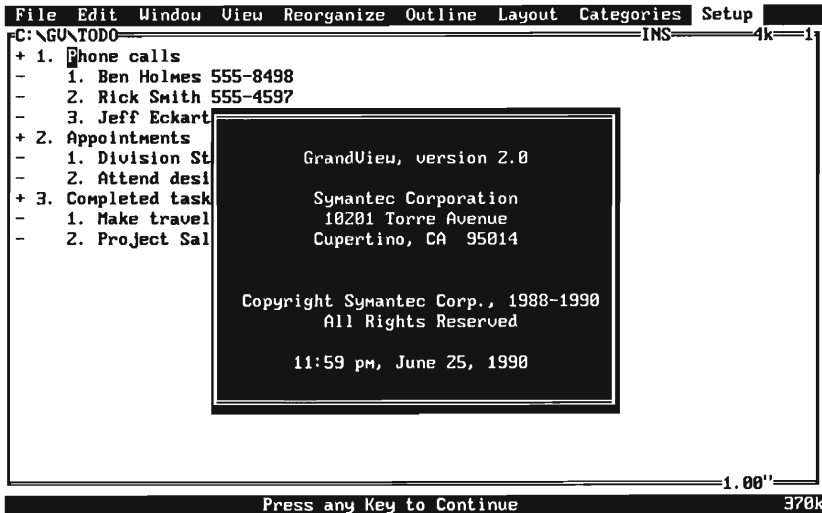 File Edit Window View Reorganize Outline Layout Categories Setup
C:\GV\TODO INS 4k 1
+ 1. Phone calls
- 1. Ben Holmes 555-8498
- 2. Rick Smith 555-4597
- 3. Jeff Eckart
+ 2. Appointments
- 1. Division St
- 2. Attend desi
+ 3. Completed task
- 1. Make travel
- 2. Project Sal
GrandView, version 2.0
Symantec Corporation
10201 Torre Avenue
Cupertino, CA 95014
Copyright Symantec Corp., 1988-1990
All Rights Reserved
11:59 pm, June 25, 1990
1.00"
Press any Key to Continue 370k